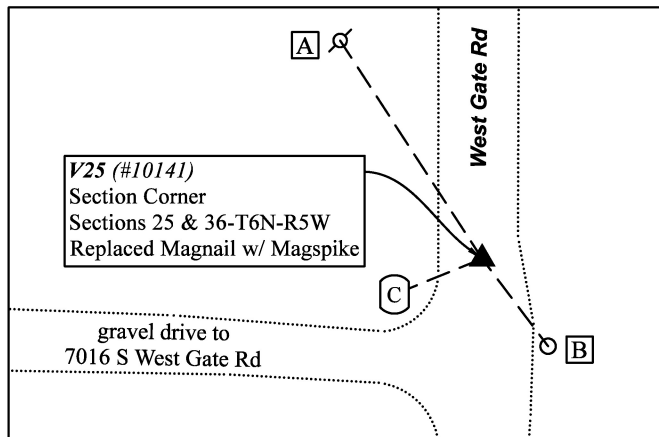 A
West Gate Rd
V25 (#10141)
Section Corner
Sections 25 & 36-T6N-R5W
Replaced Magnail w/ Magspike
C
gravel drive to
7016 S West Gate Rd
B